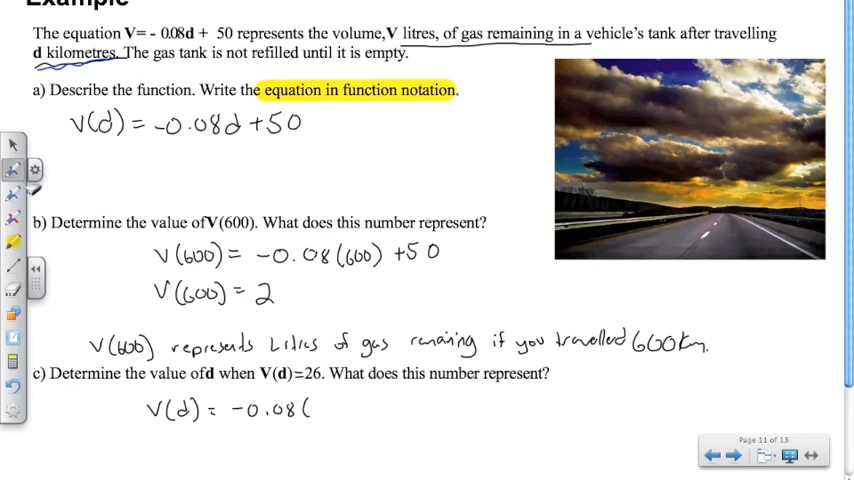 Example
The equation V= - 0.08d + 50 represents the volume, V litres, of gas remaining in a vehicle's tank after travelling
d kilometres. The gas tank is not refilled until it is empty.
a) Describe the function. Write the equation in function notation.
V(d) = -0.08d +50
b) Determine the value ofV(600). What does this number represent?
V(600) = -0.08(600) +50
V(600) = 2
V(600) represents Litres of gas remaining if you travelled 600km.
c) Determine the value ofd when V(d)=26. What does this number represent?
V(d) = -0.08(
Page 11 of 13